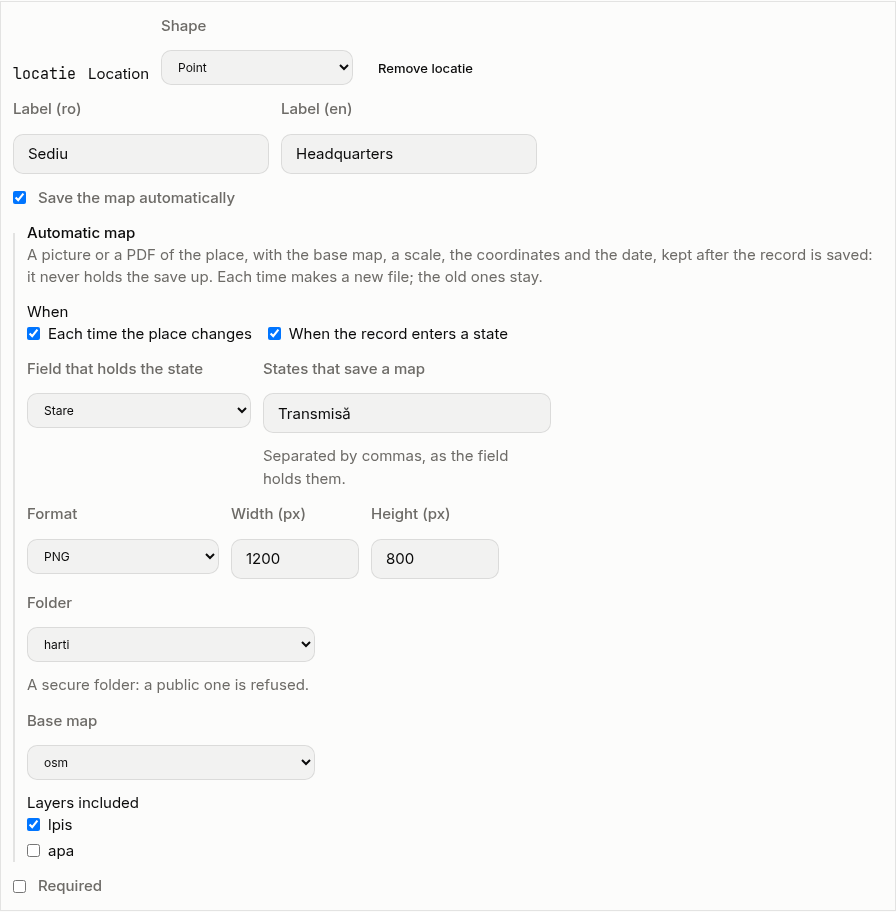 Shape
locatie Location Point Remove locatie
Label (ro) Label (en)
Sediu Headquarters
Save the map automatically
Automatic map
A picture or a PDF of the place, with the base map, a scale, the coordinates and the date, kept after the record is saved:
it never holds the save up. Each time makes a new file; the old ones stay.
When
Each time the place changes When the record enters a state
Field that holds the state States that save a map
Stare Transmisă
Separated by commas, as the field
holds them.
Format Width (px) Height (px)
PNG 1200 800
Folder
harti
A secure folder: a public one is refused.
Base map
osm
Layers included
lpis
apa
Required